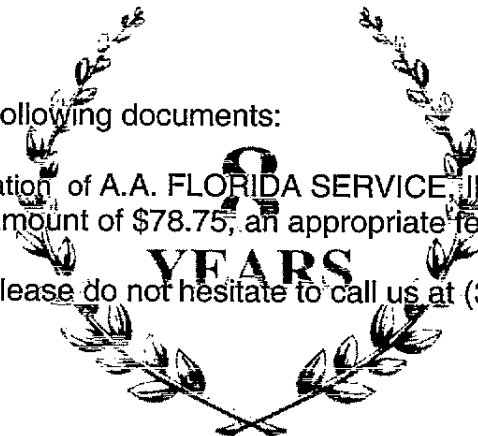 ollowing documents:
8
ation of A.A. FLORIDA SERVICE, I
mount of $78.75, an appropriate fe
YEARS
lease do not hesitate to call us at (